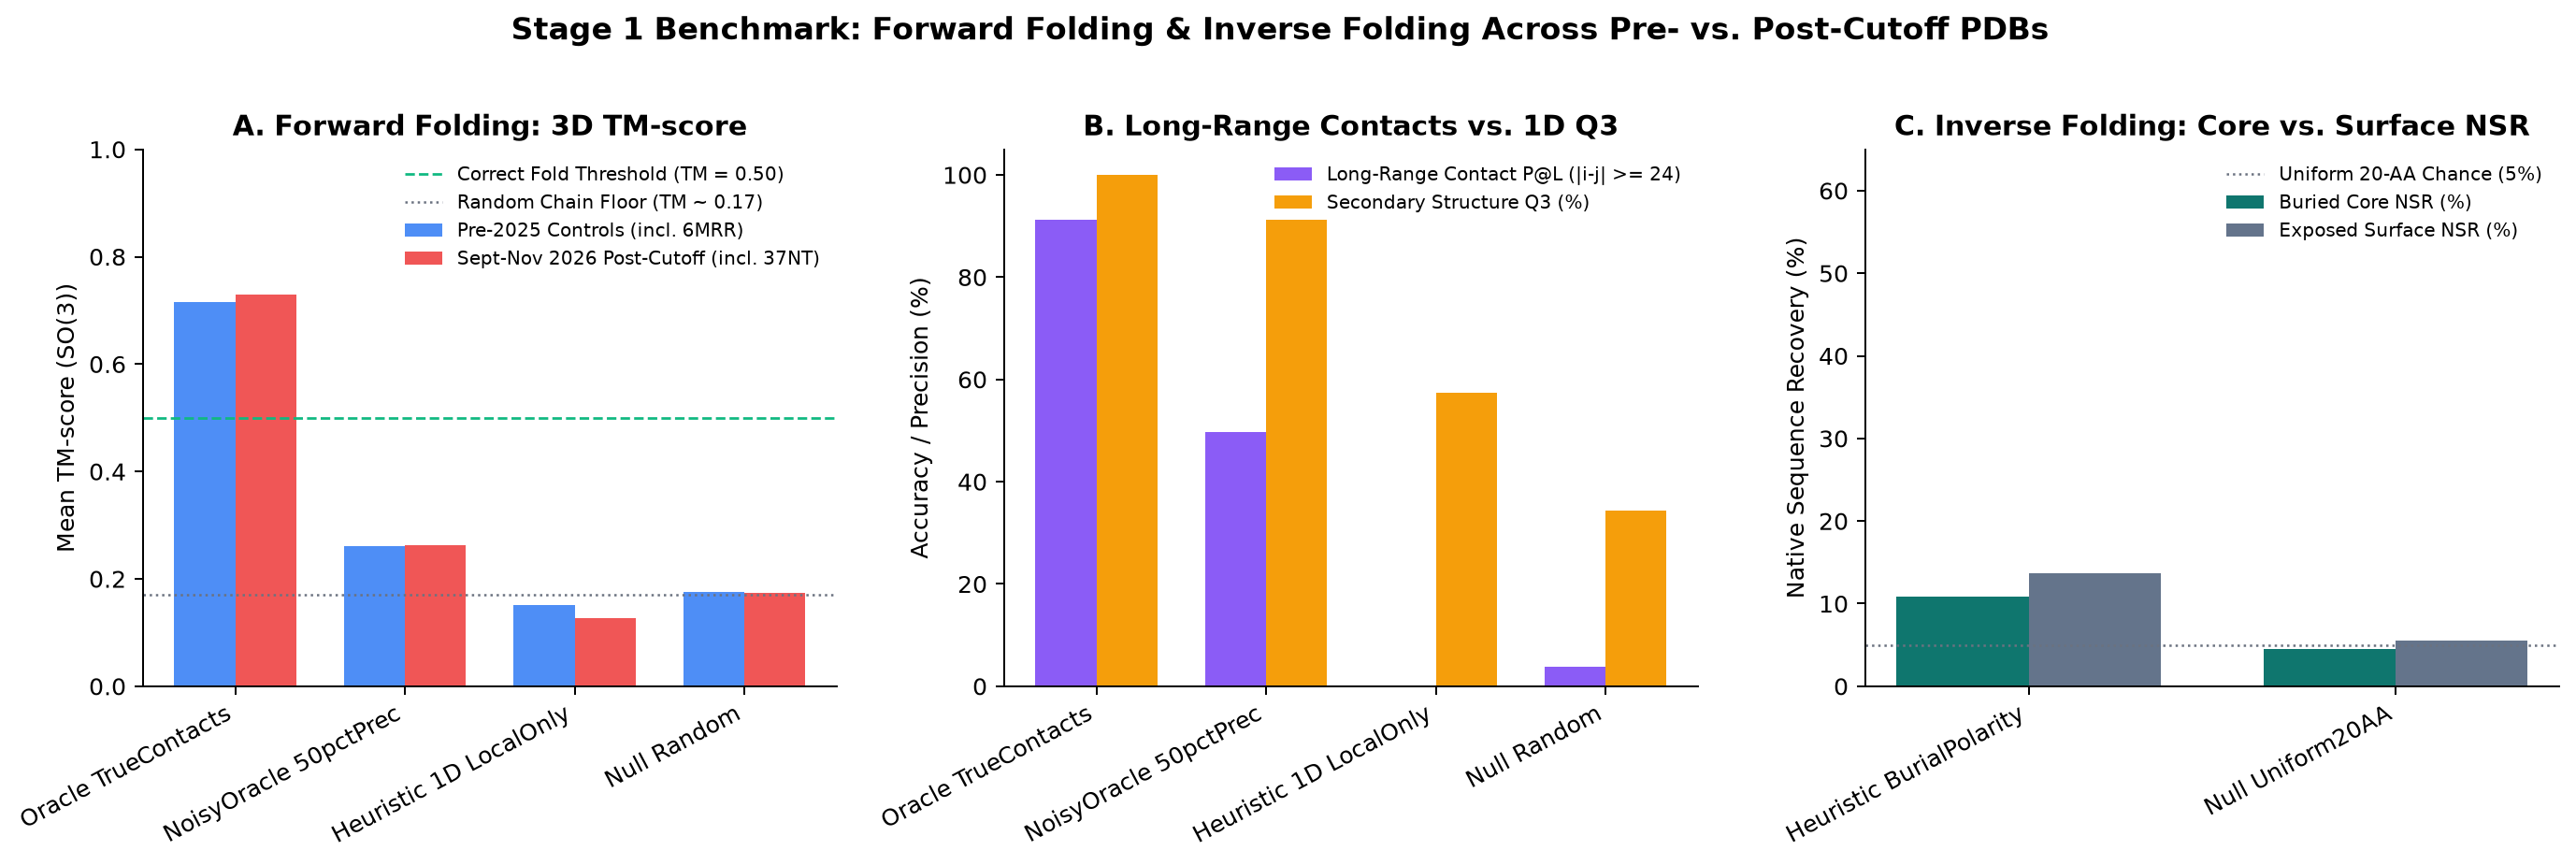 Stage 1 Benchmark: Forward Folding & Inverse Folding Across Pre- vs. Post-Cutoff PDBs
A. Forward Folding: 3D TM-score
Mean TM-score (SO(3))
1.0
0.8
0.6
0.4
0.2
0.0
Correct Fold Threshold (TM = 0.50)
Random Chain Floor (TM ~ 0.17)
Pre-2025 Controls (incl. 6MRR)
Sept-Nov 2026 Post-Cutoff (incl. 37NT)
Oracle TrueContacts
NoisyOracle 50pctPrec
Heuristic 1D LocalOnly
Null Random
B. Long-Range Contacts vs. 1D Q3
Accuracy / Precision (%)
100
80
60
40
20
0
Long-Range Contact P@L (|i-j| >= 24)
Secondary Structure Q3 (%)
Oracle TrueContacts
NoisyOracle 50pctPrec
Heuristic 1D LocalOnly
Null Random
C. Inverse Folding: Core vs. Surface NSR
Native Sequence Recovery (%)
60
50
40
30
20
10
0
Uniform 20-AA Chance (5%)
Buried Core NSR (%)
Exposed Surface NSR (%)
Heuristic BurialPolarity
Null Uniform20AA